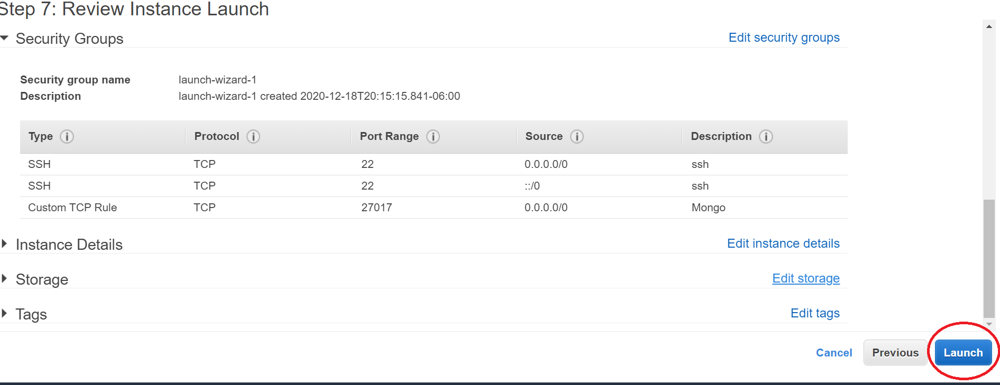 Step 7: Review Instance Launch
Security Groups Edit security groups
Security group name launch-wizard-1
Description launch-wizard-1 created 2020-12-18T20:15:15.841-06:00
Type i Protocol i Port Range i Source i Description i
SSH TCP 22 0.0.0.0/0 ssh
SSH TCP 22 ::/0 ssh
Custom TCP Rule TCP 27017 0.0.0.0/0 Mongo
Instance Details Edit instance details
Storage Edit storage
Tags Edit tags
Cancel Previous Launch